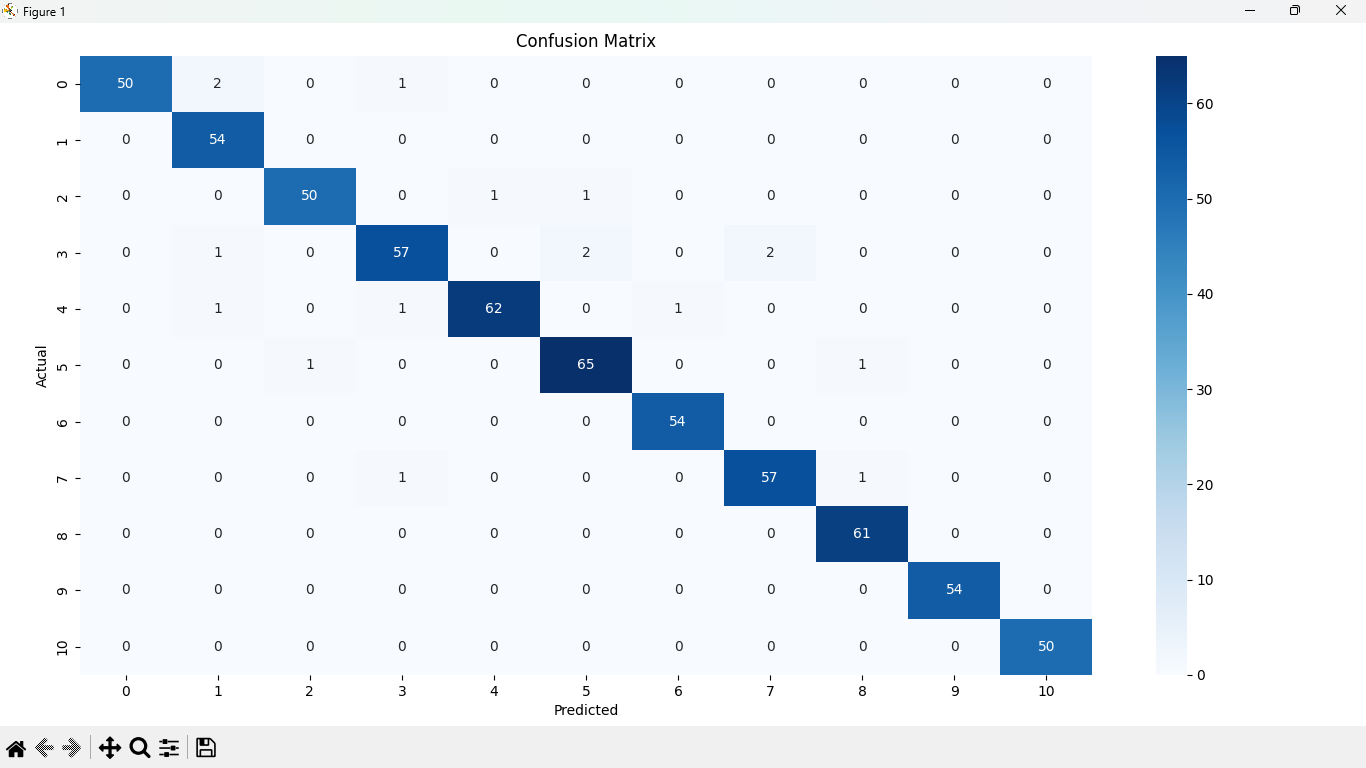 Figure 1
Confusion Matrix
0 50 2 0 1 0 0 0 0 0 0 0
1 0 54 0 0 0 0 0 0 0 0 0
2 0 0 50 0 1 1 0 0 0 0 0
3 0 1 0 57 0 2 0 2 0 0 0
4 0 1 0 1 62 0 1 0 0 0 0
5 0 0 1 0 0 65 0 0 1 0 0
6 0 0 0 0 0 0 54 0 0 0 0
7 0 0 0 1 0 0 0 57 1 0 0
8 0 0 0 0 0 0 0 0 61 0 0
9 0 0 0 0 0 0 0 0 0 54 0
10 0 0 0 0 0 0 0 0 0 0 50
0 1 2 3 4 5 6 7 8 9 10
Predicted
Actual
60
50
40
30
20
10
0